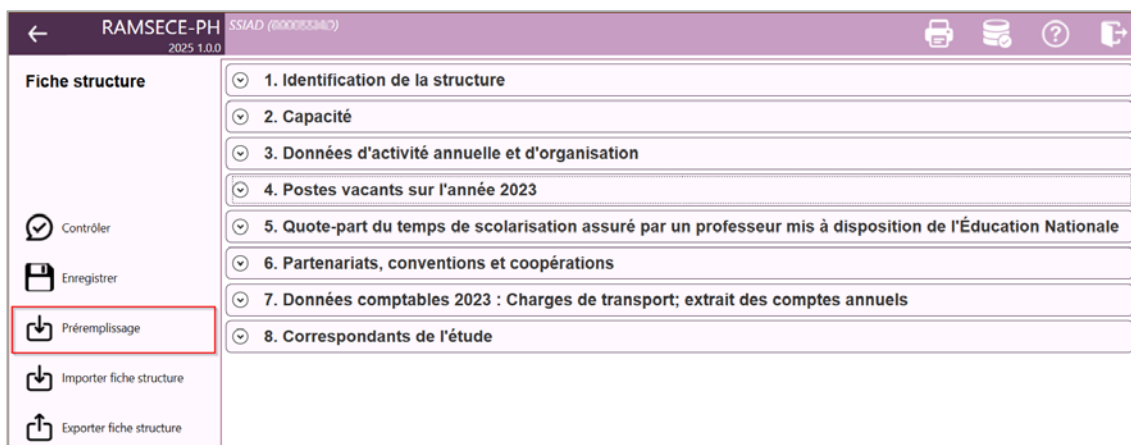 RAMSECE-PH
2025 1.0.0
SSIAD
Fiche structure
Contrôler
Enregistrer
Préremplissage
Importer fiche structure
Exporter fiche structure
1. Identification de la structure
2. Capacité
3. Données d'activité annuelle et d'organisation
4. Postes vacants sur l'année 2023
5. Quote-part du temps de scolarisation assuré par un professeur mis à disposition de l'Éducation Nationale
6. Partenariats, conventions et coopérations
7. Données comptables 2023 : Charges de transport; extrait des comptes annuels
8. Correspondants de l'étude